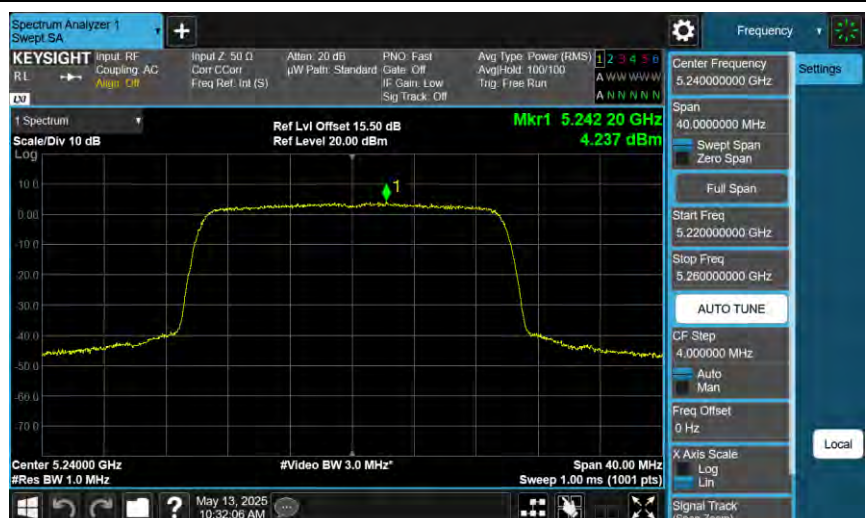 Spectrum Analyzer 1
Swept SA
+
Frequency
KEYSIGHT
RL
LXI
Input: RF
Coupling: AC
Align: Off
Input Z: 50 Ω
Corr CCorr
Freq Ref: Int (S)
Atten: 20 dB
µW Path: Standard
PNO: Fast
Gate: Off
IF Gain: Low
Sig Track: Off
Avg Type: Power (RMS)
Avg|Hold: 100/100
Trig: Free Run
1 2 3 4 5 6
A W W W W W
A N N N N N
Center Frequency
5.240000000 GHz
Settings
Span
40.0000000 MHz
Swept Span
Zero Span
Full Span
Start Freq
5.220000000 GHz
Stop Freq
5.260000000 GHz
AUTO TUNE
CF Step
4.000000 MHz
Auto
Man
Freq Offset
0 Hz
X Axis Scale
Log
Lin
Signal Track
(Span Zoom)
Local
1 Spectrum
Scale/Div 10 dB
Log
Ref Lvl Offset 15.50 dB
Ref Level 20.00 dBm
Mkr1 5.242 20 GHz
4.237 dBm
1
10.0
0.00
-10.0
-20.0
-30.0
-40.0
-50.0
-60.0
-70.0
Center 5.24000 GHz
#Res BW 1.0 MHz
#Video BW 3.0 MHz*
Span 40.00 MHz
Sweep 1.00 ms (1001 pts)
?
May 13, 2025
10:32:06 AM